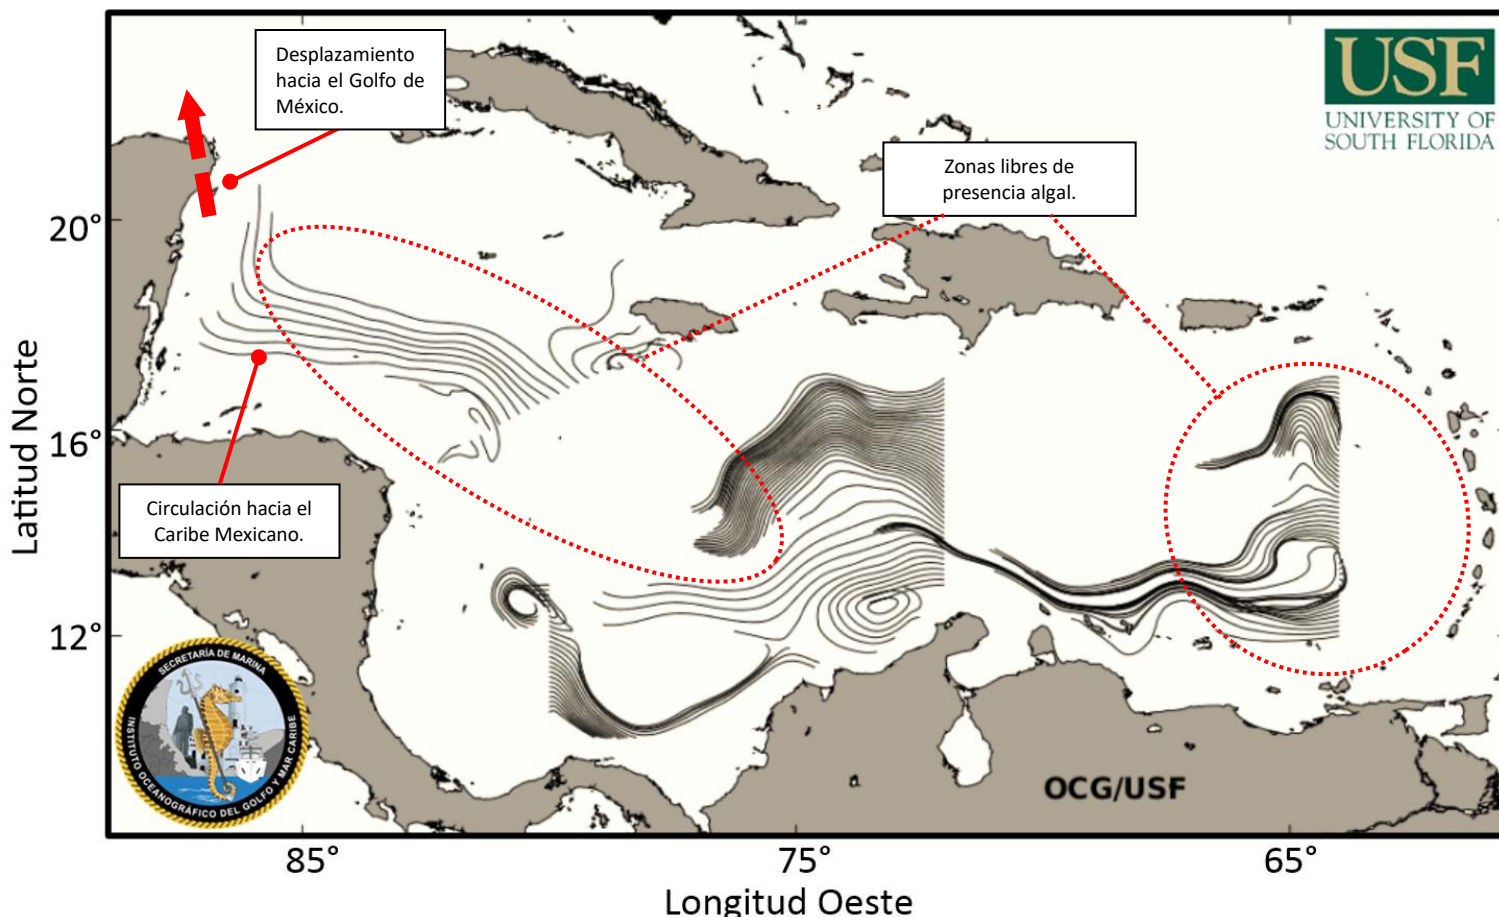 Desplazamiento
hacia el Golfo de
México.
USF
UNIVERSITY OF
SOUTH FLORIDA
Zonas libres de
presencia algal.
20°
16°
12°
Latitud Norte
Circulación hacia el
Caribe Mexicano.
SECRETARÍA DE MARINA
INSTITUTO OCEANOGRÁFICO DEL GOLFO Y MAR CARIBE
OCG/USF
85°
75°
65°
Longitud Oeste